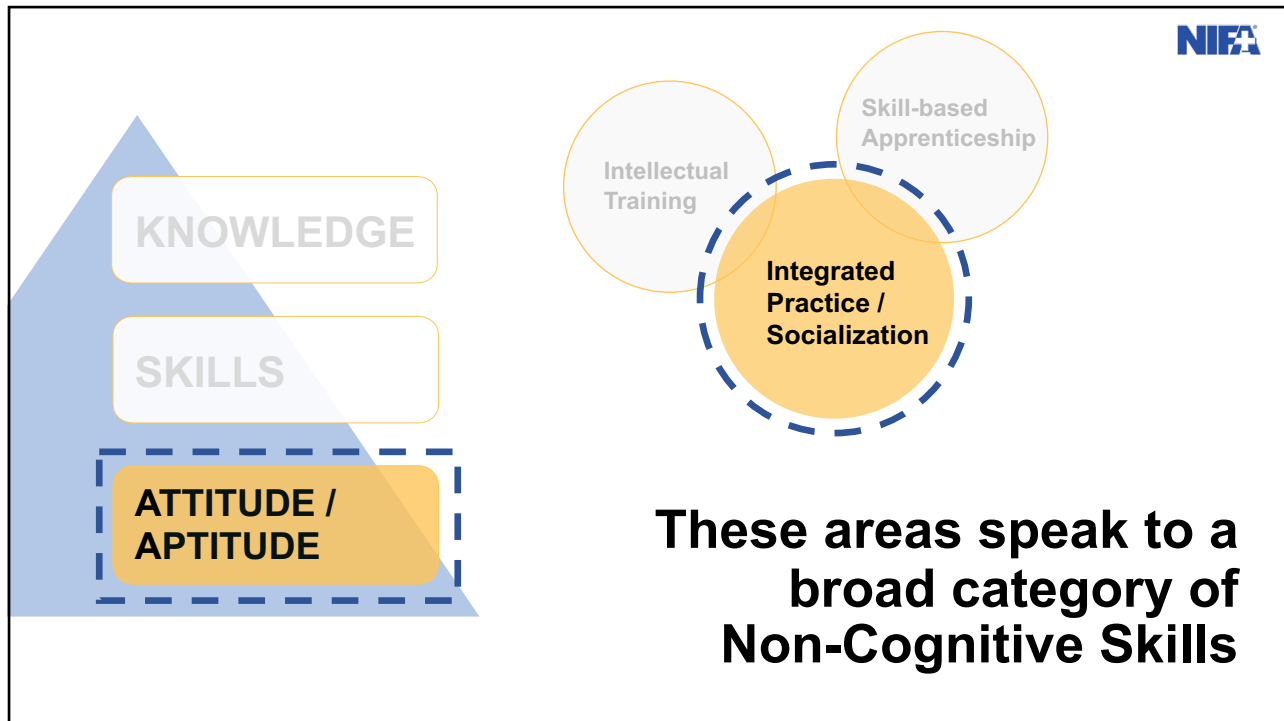 NIFA
KNOWLEDGE
SKILLS
ATTITUDE /
APTITUDE
Intellectual
Training
Skill-based
Apprenticeship
Integrated
Practice /
Socialization
These areas speak to a
broad category of
Non-Cognitive Skills